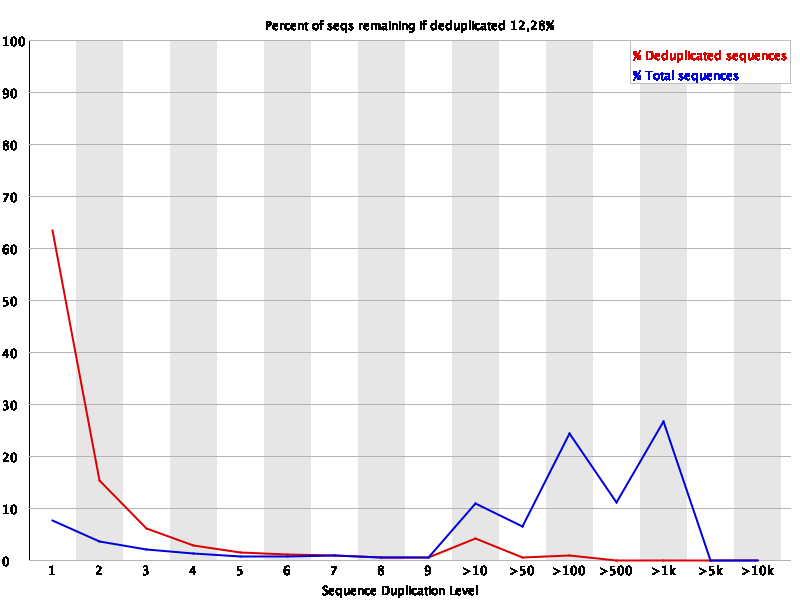 Percent of seqs remaining if deduplicated 12,28%
% Deduplicated sequences
% Total sequences
100
90
80
70
60
50
40
30
20
10
0
1 2 3 4 5 6 7 8 9 >10 >50 >100 >500 >1k >5k >10k
Sequence Duplication Level